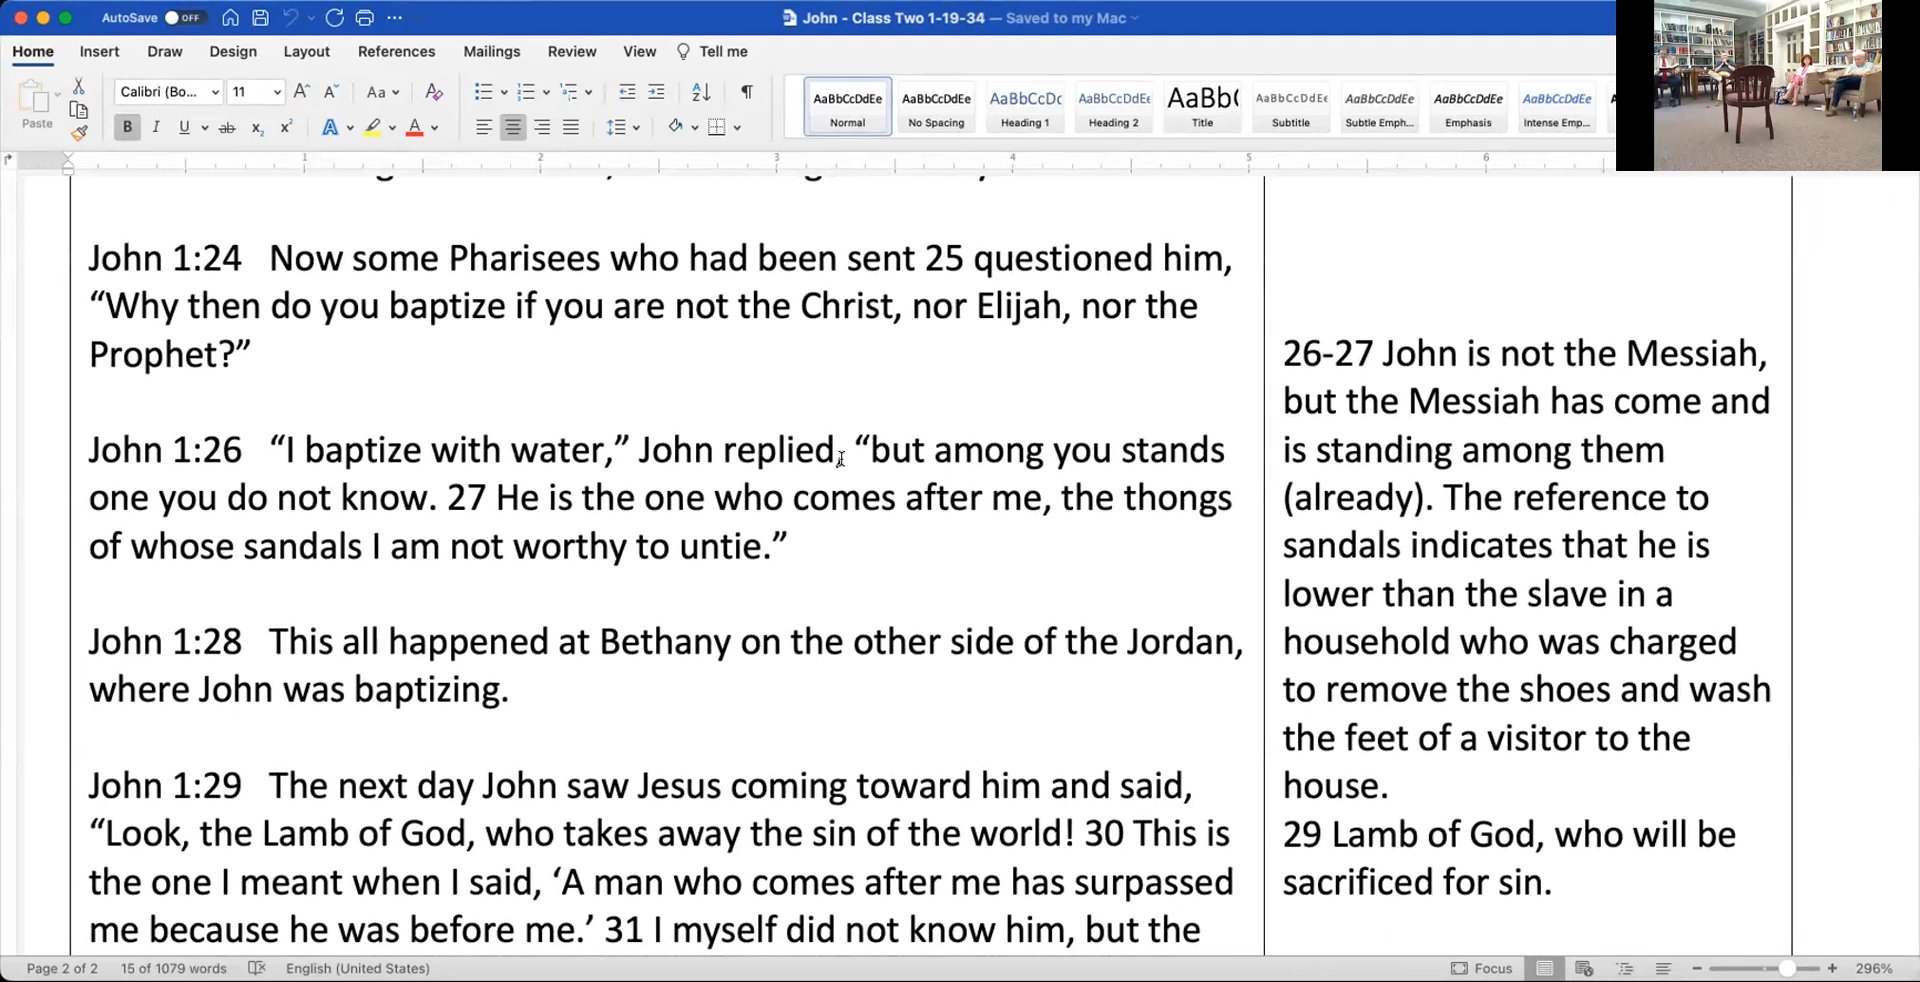 AutoSave OFF
John - Class Two 1-19-34 — Saved to my Mac
Home Insert Draw Design Layout References Mailings Review View Tell me
Paste
Calibri (Bo... 11
AaBbCcDdEe AaBbCcDdEe AaBbCcDc AaBbCcDdEe AaBb( AaBbCcDdEe AaBbCcDdEe AaBbCcDdEe AaBbCcDdEe
Normal No Spacing Heading 1 Heading 2 Title Subtitle Subtle Emph... Emphasis Intense Emp...
1 2 3 4 5 6
John 1:24 Now some Pharisees who had been sent 25 questioned him,
“Why then do you baptize if you are not the Christ, nor Elijah, nor the
Prophet?”
John 1:26 “I baptize with water,” John replied, “but among you stands
one you do not know. 27 He is the one who comes after me, the thongs
of whose sandals I am not worthy to untie.”
John 1:28 This all happened at Bethany on the other side of the Jordan,
where John was baptizing.
John 1:29 The next day John saw Jesus coming toward him and said,
“Look, the Lamb of God, who takes away the sin of the world! 30 This is
the one I meant when I said, ‘A man who comes after me has surpassed
me because he was before me.’ 31 I myself did not know him, but the
26-27 John is not the Messiah,
but the Messiah has come and
is standing among them
(already). The reference to
sandals indicates that he is
lower than the slave in a
household who was charged
to remove the shoes and wash
the feet of a visitor to the
house.
29 Lamb of God, who will be
sacrificed for sin.
Page 2 of 2 15 of 1079 words English (United States) Focus 296%